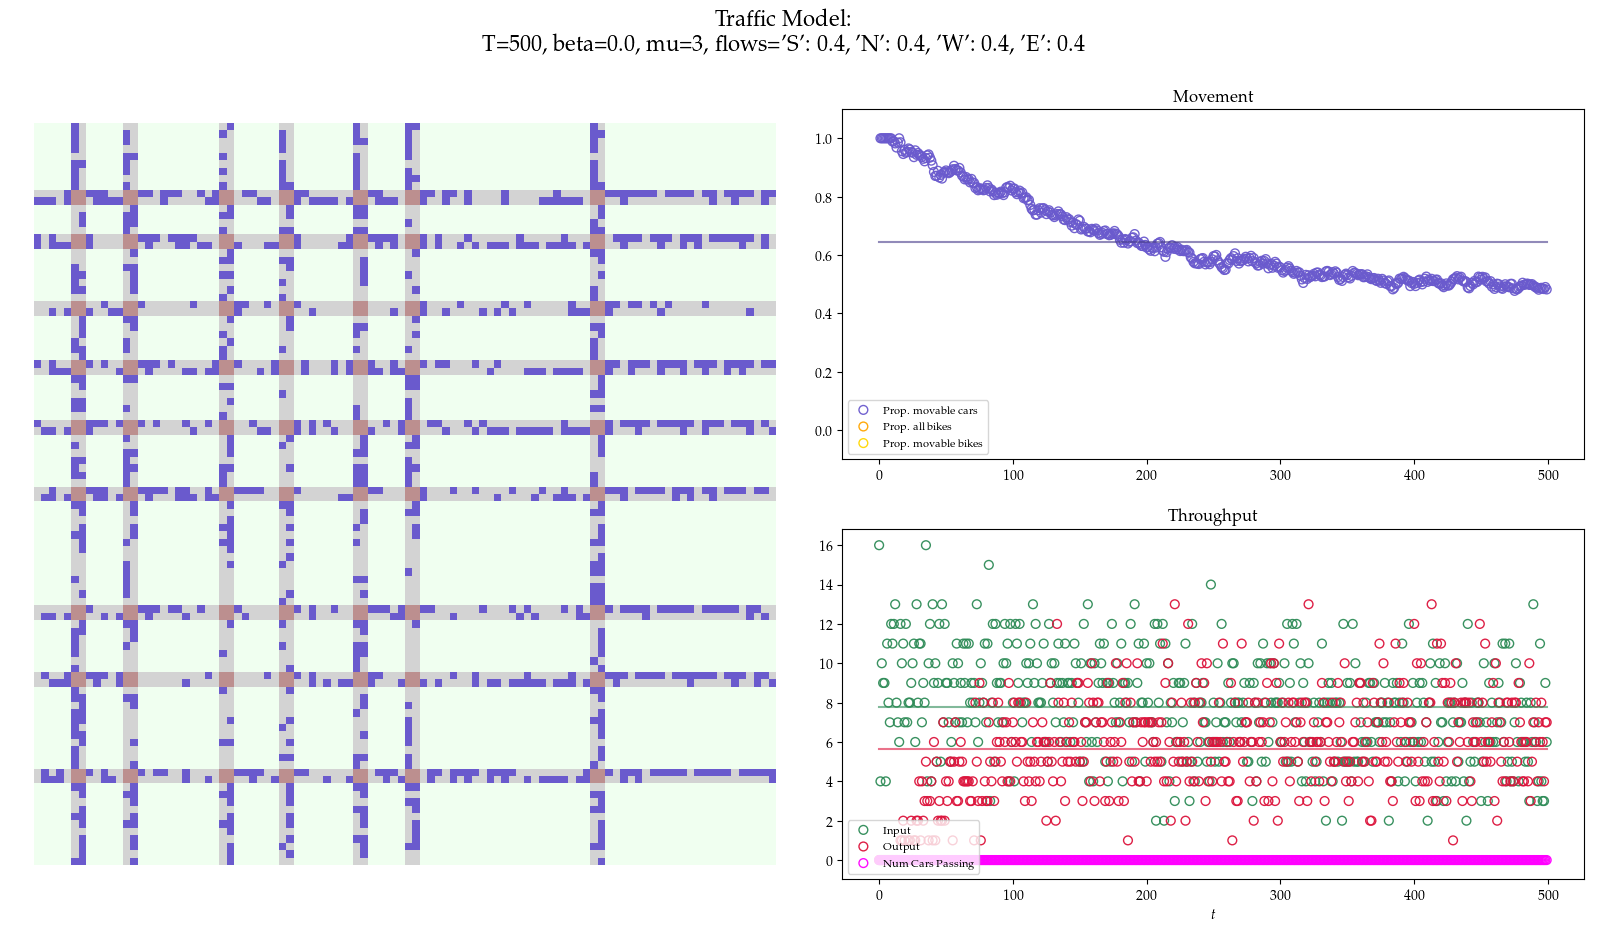 Traffic Model:
T=500, beta=0.0, mu=3, flows='S': 0.4, 'N': 0.4, 'W': 0.4, 'E': 0.4
Movement
1.0
0.8
0.6
0.4
0.2
0.0
Prop. movable cars
Prop. all bikes
Prop. movable bikes
0
100
200
300
400
500
Throughput
16
14
12
10
8
6
4
2
0
Input
Output
Num Cars Passing
0
100
200
300
400
500
t